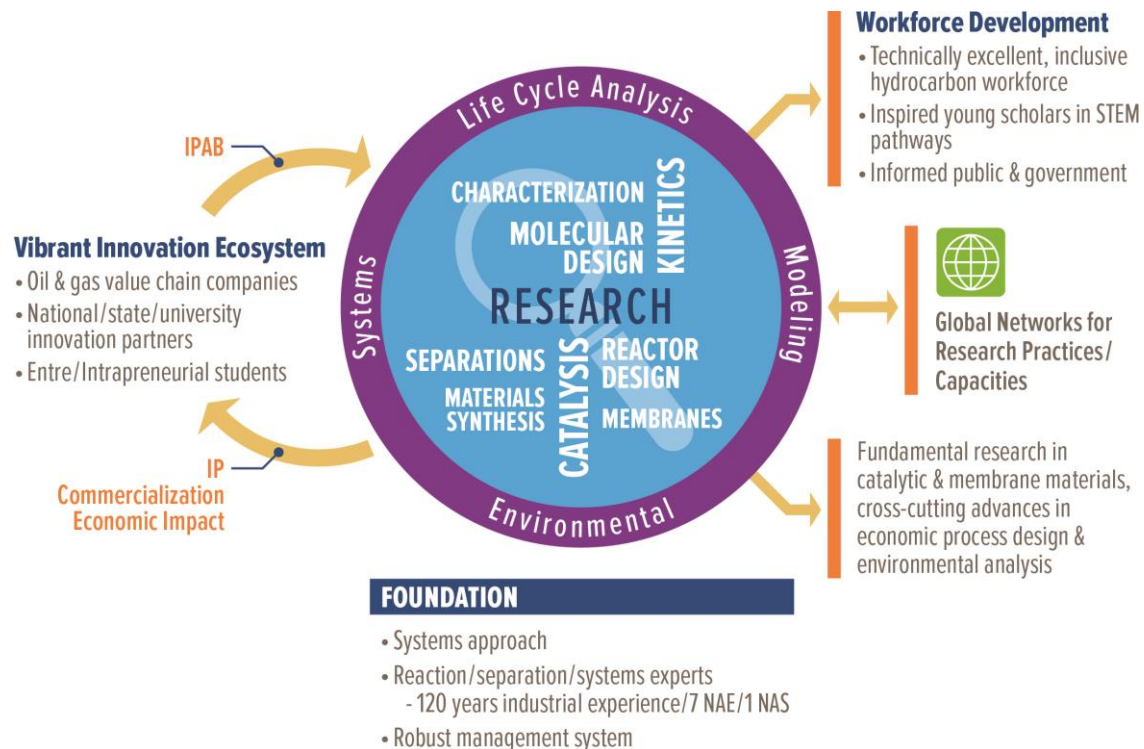 Workforce Development
• Technically excellent, inclusive
hydrocarbon workforce
• Inspired young scholars in STEM
pathways
• Informed public & government
Life Cycle Analysis
IPAB
CHARACTERIZATION
KINETICS
MOLECULAR
DESIGN
Vibrant Innovation Ecosystem
• Oil & gas value chain companies
• National/state/university
innovation partners
• Entre/Intrapreneurial students
Systems
RESEARCH
Modeling
Global Networks for
Research Practices/
Capacities
SEPARATIONS
MATERIALS
SYNTHESIS
CATALYSIS
REACTOR
DESIGN
MEMBRANES
IP
Commercialization
Economic Impact
Environmental
Fundamental research in
catalytic & membrane materials,
cross-cutting advances in
economic process design &
environmental analysis
FOUNDATION
• Systems approach
• Reaction/separation/systems experts
- 120 years industrial experience/7 NAE/1 NAS
• Robust management system